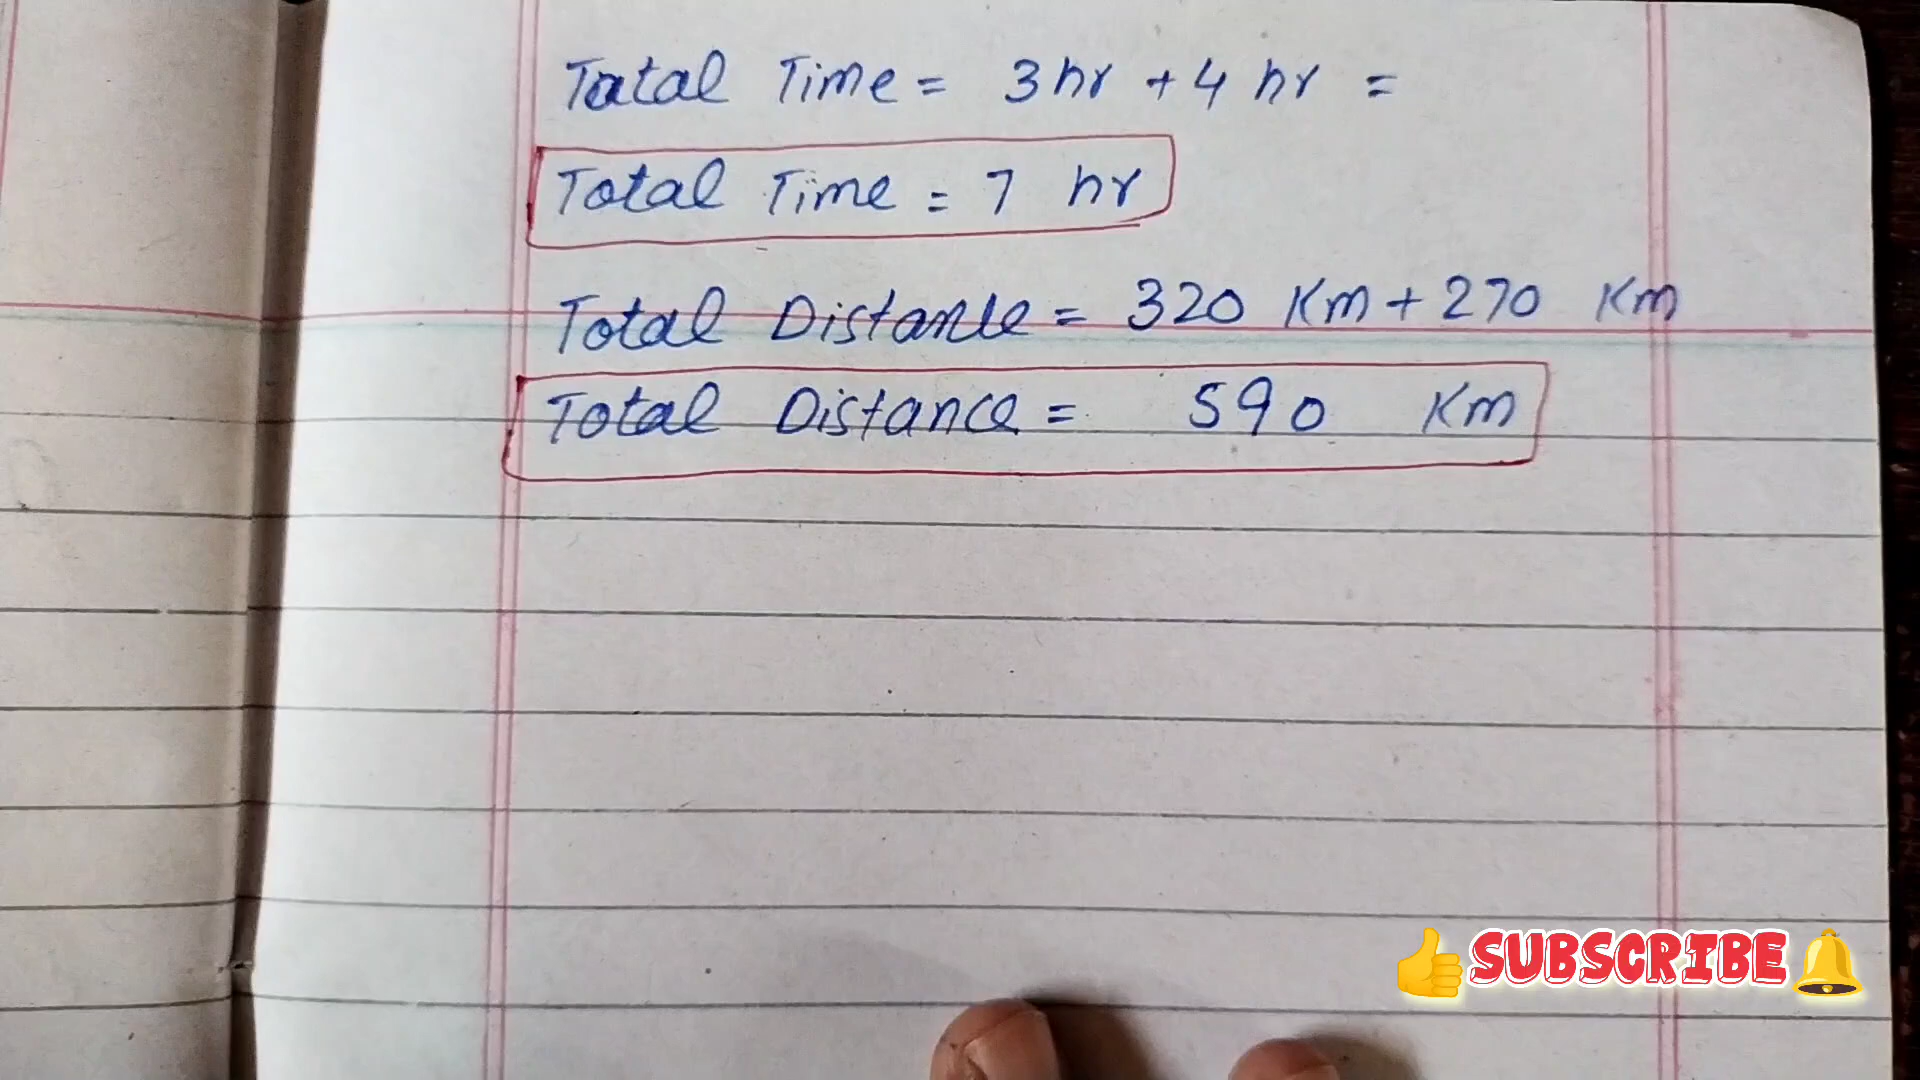 Tatal Time = 3 hr + 4 hr =
Total Time = 7 hr
Total Distance = 320 Km + 270 Km
Total Distance = 590 Km
SUBSCRIBE